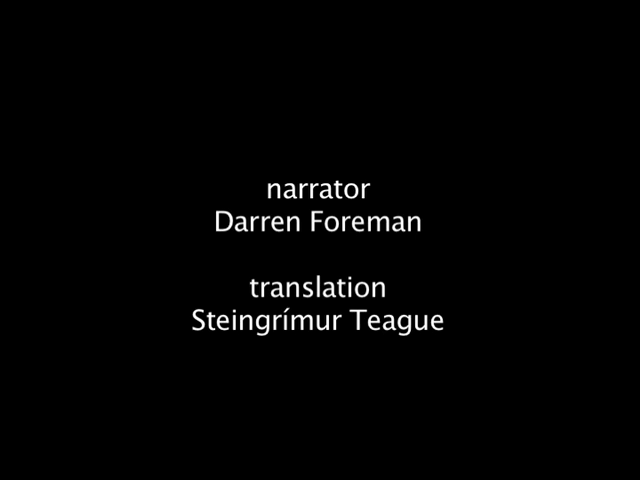 narrator
Darren Foreman
translation
Steingrímur Teague